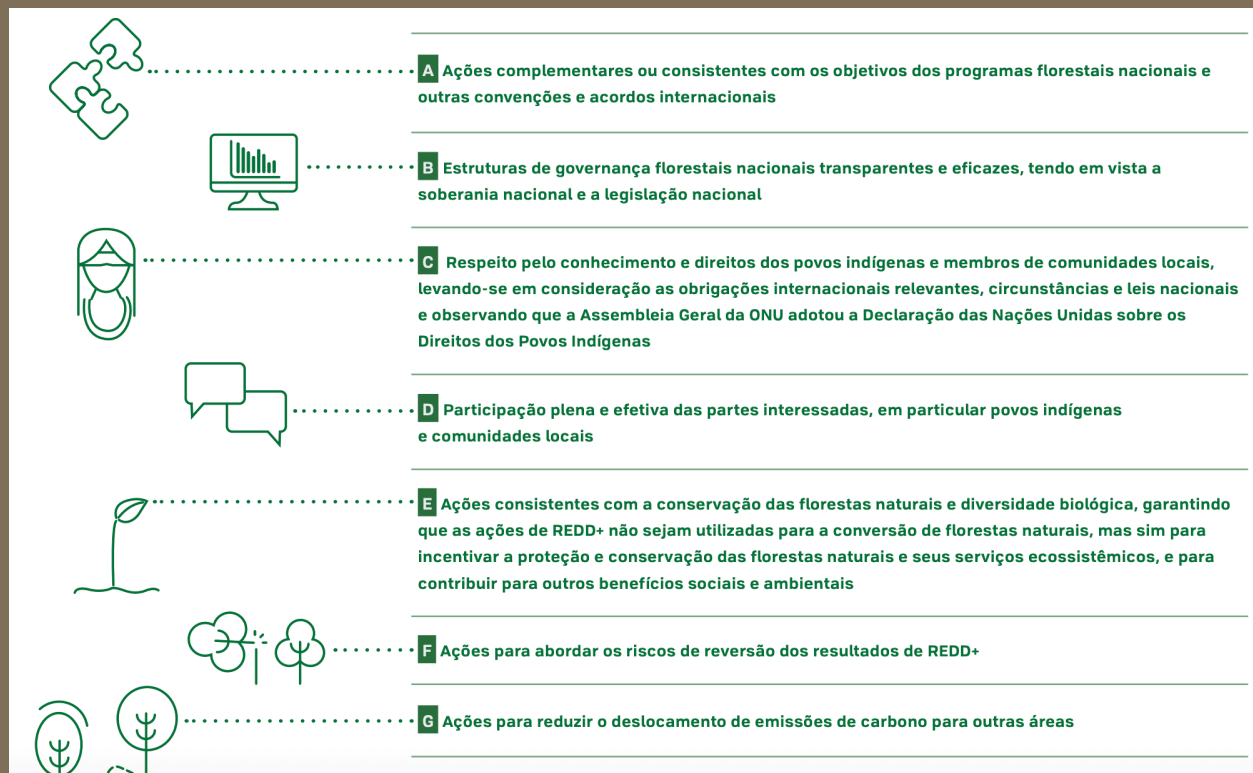 A Ações complementares ou consistentes com os objetivos dos programas florestais nacionais e
outras convenções e acordos internacionais
B Estruturas de governança florestais nacionais transparentes e eficazes, tendo em vista a
soberania nacional e a legislação nacional
C Respeito pelo conhecimento e direitos dos povos indígenas e membros de comunidades locais,
levando-se em consideração as obrigações internacionais relevantes, circunstâncias e leis nacionais
e observando que a Assembleia Geral da ONU adotou a Declaração das Nações Unidas sobre os
Direitos dos Povos Indígenas
D Participação plena e efetiva das partes interessadas, em particular povos indígenas
e comunidades locais
E Ações consistentes com a conservação das florestas naturais e diversidade biológica, garantindo
que as ações de REDD+ não sejam utilizadas para a conversão de florestas naturais, mas sim para
incentivar a proteção e conservação das florestas naturais e seus serviços ecossistêmicos, e para
contribuir para outros benefícios sociais e ambientais
F Ações para abordar os riscos de reversão dos resultados de REDD+
G Ações para reduzir o deslocamento de emissões de carbono para outras áreas